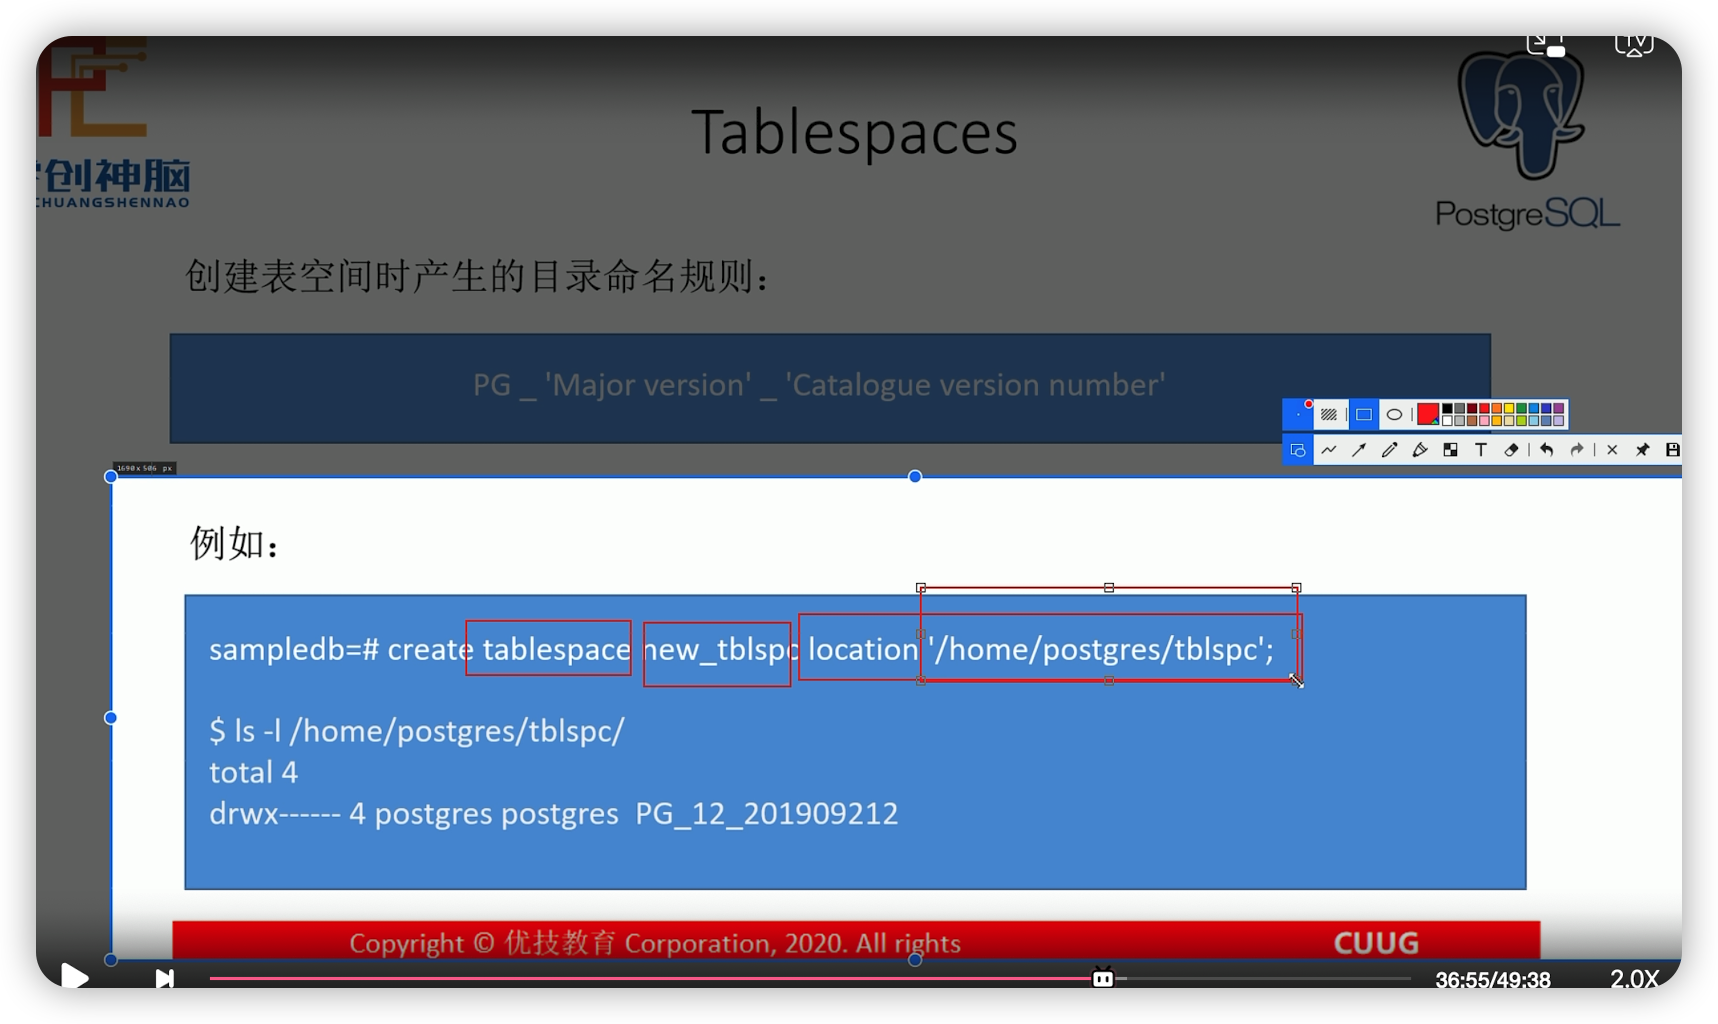 Tablespaces
创神脑
CHUANGSHENNAO
PostgreSQL
创建表空间时产生的目录命名规则：
PG _ 'Major version' _ 'Catalogue version number'
1690 x 506 px
例如：
sampledb=# create tablespace new_tblspc location '/home/postgres/tblspc';
$ ls -l /home/postgres/tblspc/
total 4
drwx------ 4 postgres postgres PG_12_201909212
Copyright © 优技教育 Corporation, 2020. All rights
CUUG
36:55/49:38
2.0X